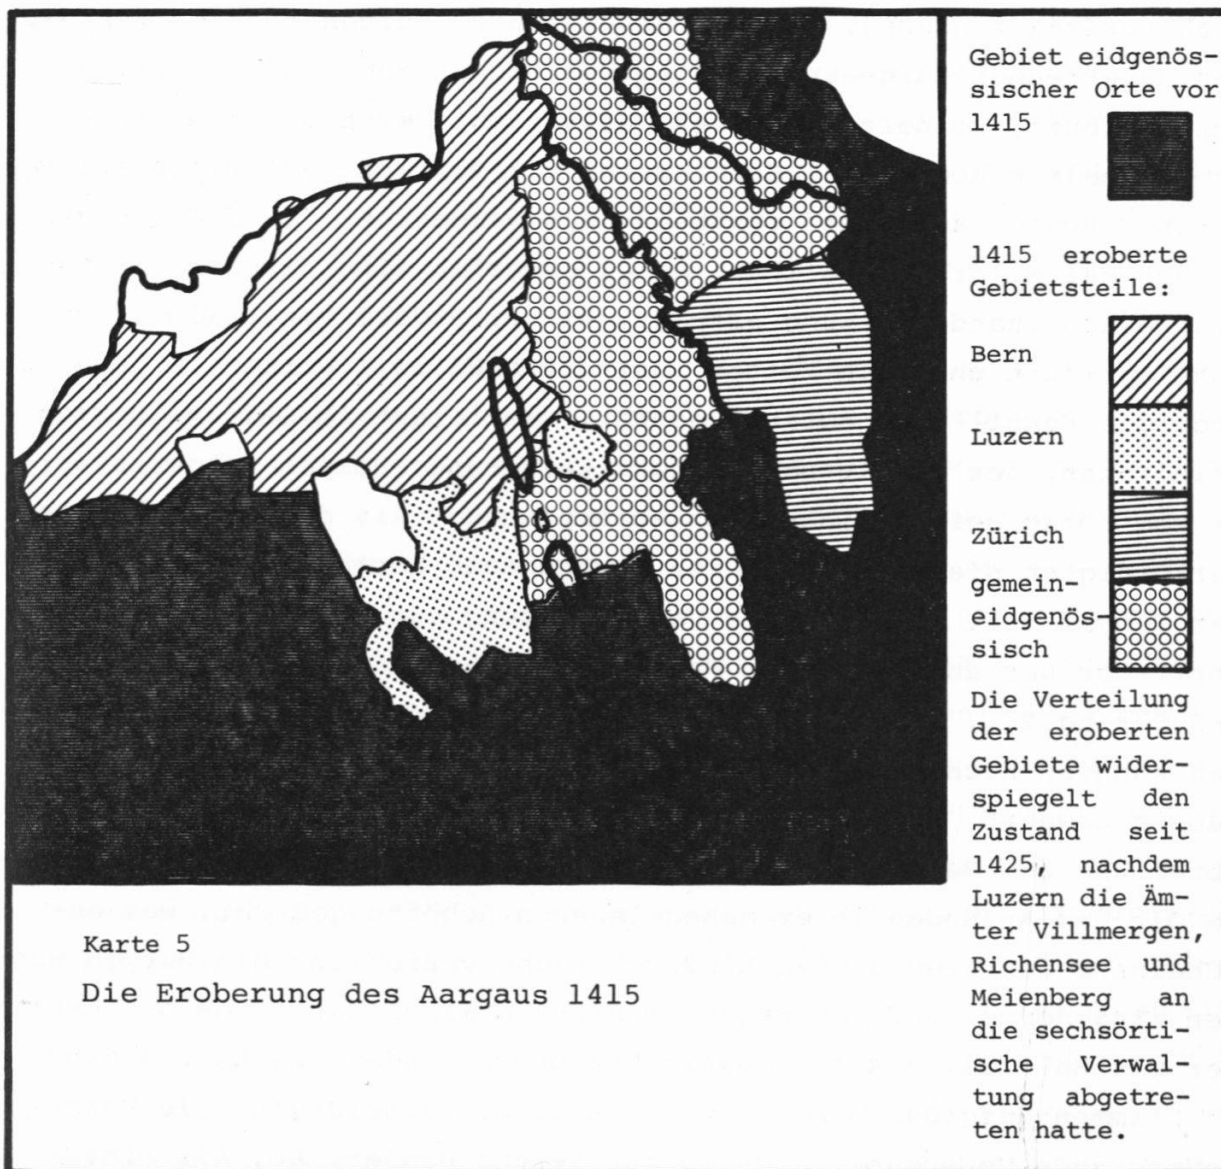 Gebiet eidgenös-
sischer Orte vor
1415
1415 eroberte
Gebietsteile:
Bern
Luzern
Zürich
gemein-
eidgenös-
sisch
Die Verteilung
der eroberten
Gebiete wider-
spiegelt den
Zustand seit
1425, nachdem
Luzern die Äm-
ter Villmergen,
Richensee und
Meienberg an
die sechsörti-
sche Verwal-
tung abgetre-
ten hatte.
Karte 5
Die Eroberung des Aargaus 1415